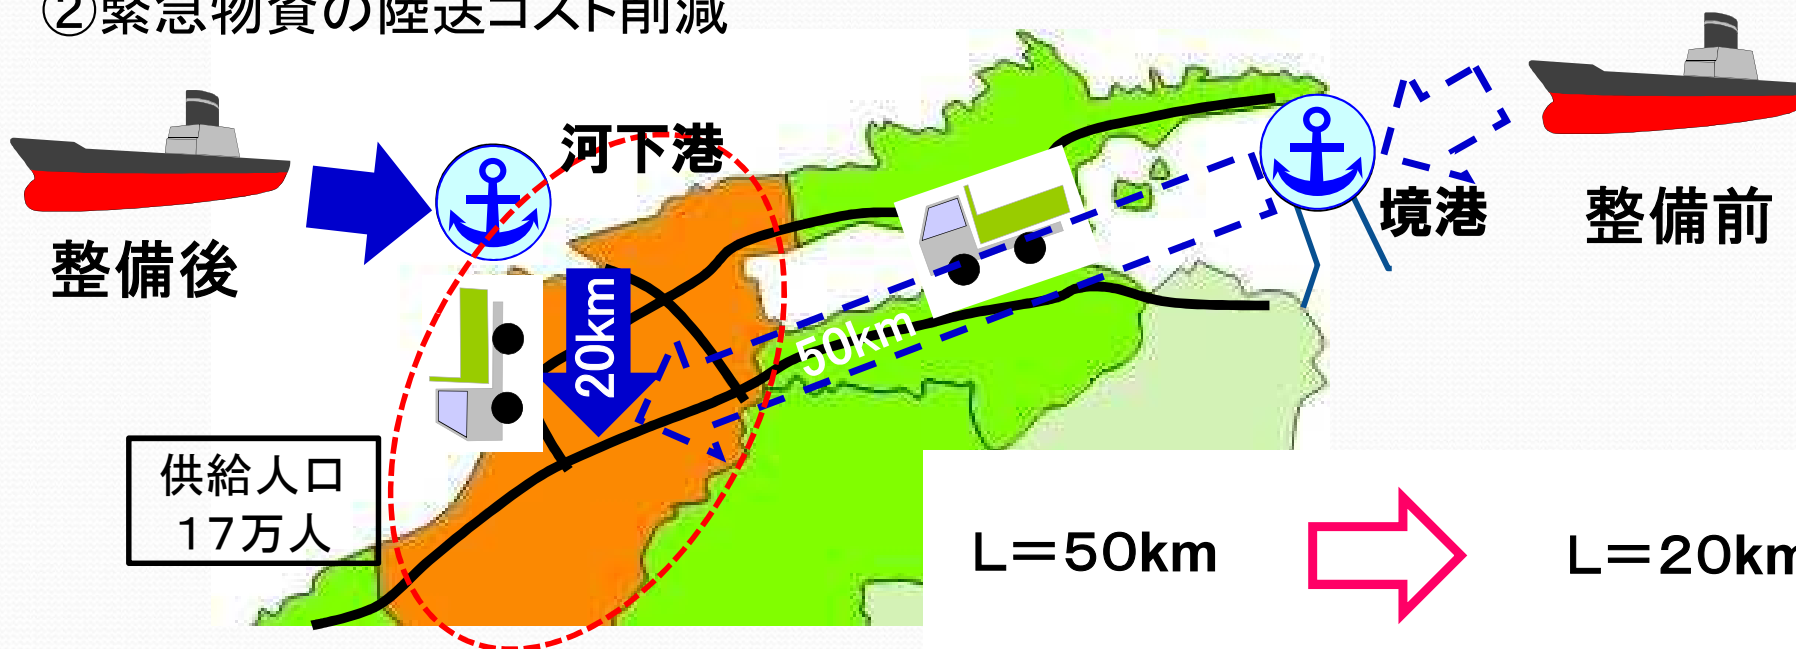 ②緊急物資の陸送コスト削減
河下港
境港
整備後
整備前
20km
50km
供給人口
17万人
L=50km
L=20km